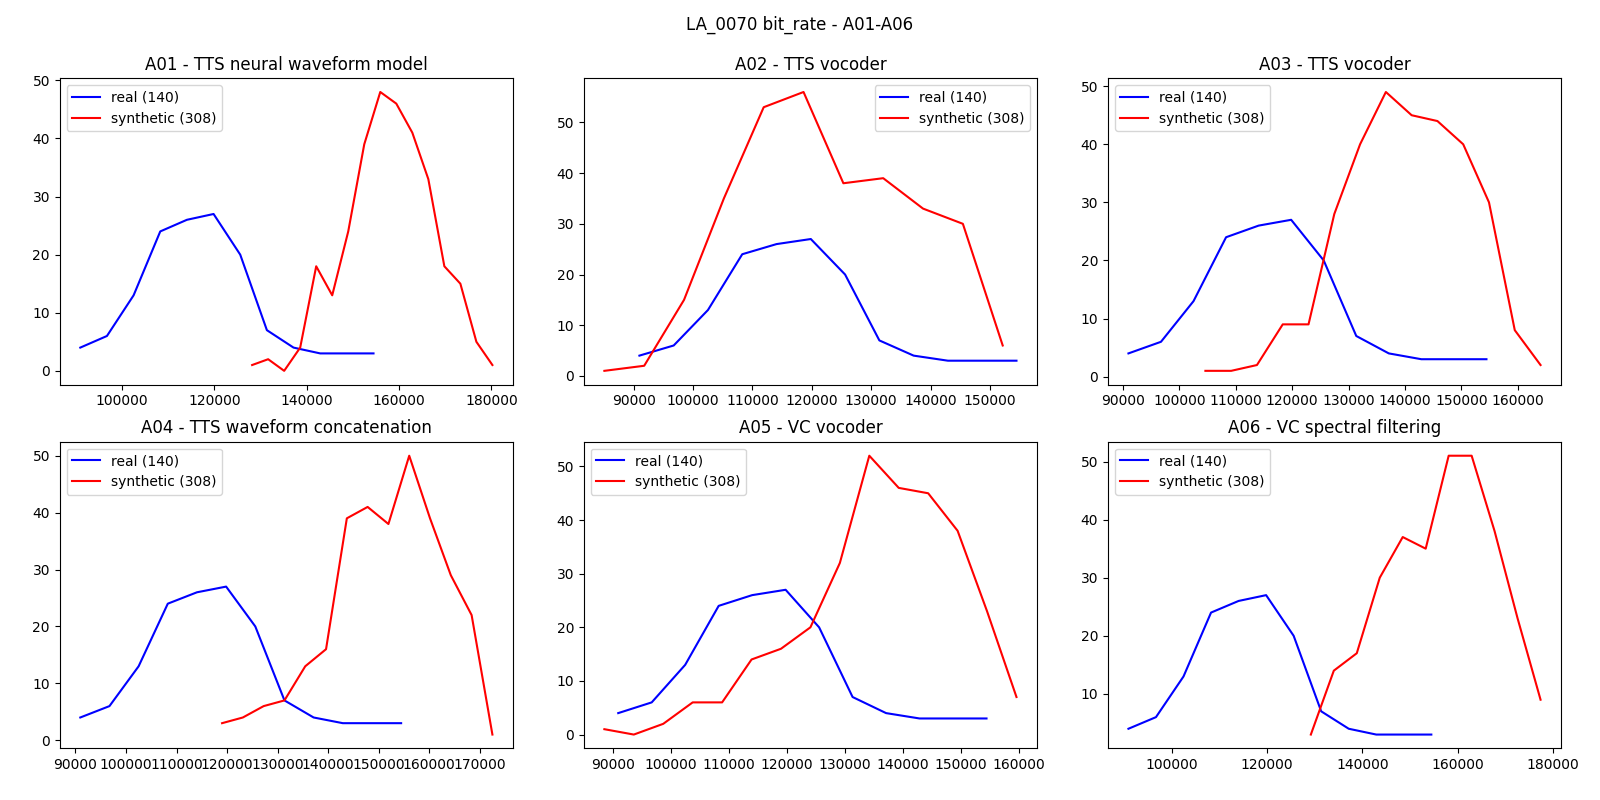 LA_0070 bit_rate - A01-A06
A01 - TTS neural waveform model
real (140)
synthetic (308)
50
40
30
20
10
0
100000 120000 140000 160000 180000
A02 - TTS vocoder
real (140)
synthetic (308)
50
40
30
20
10
0
90000 100000 110000 120000 130000 140000 150000
A03 - TTS vocoder
real (140)
synthetic (308)
50
40
30
20
10
0
90000 100000 110000 120000 130000 140000 150000 160000
A04 - TTS waveform concatenation
real (140)
synthetic (308)
50
40
30
20
10
0
90000 100000 110000 120000 130000 140000 150000 160000 170000
A05 - VC vocoder
real (140)
synthetic (308)
50
40
30
20
10
0
90000 100000 110000 120000 130000 140000 150000 160000
A06 - VC spectral filtering
real (140)
synthetic (308)
50
40
30
20
10
100000 120000 140000 160000 180000